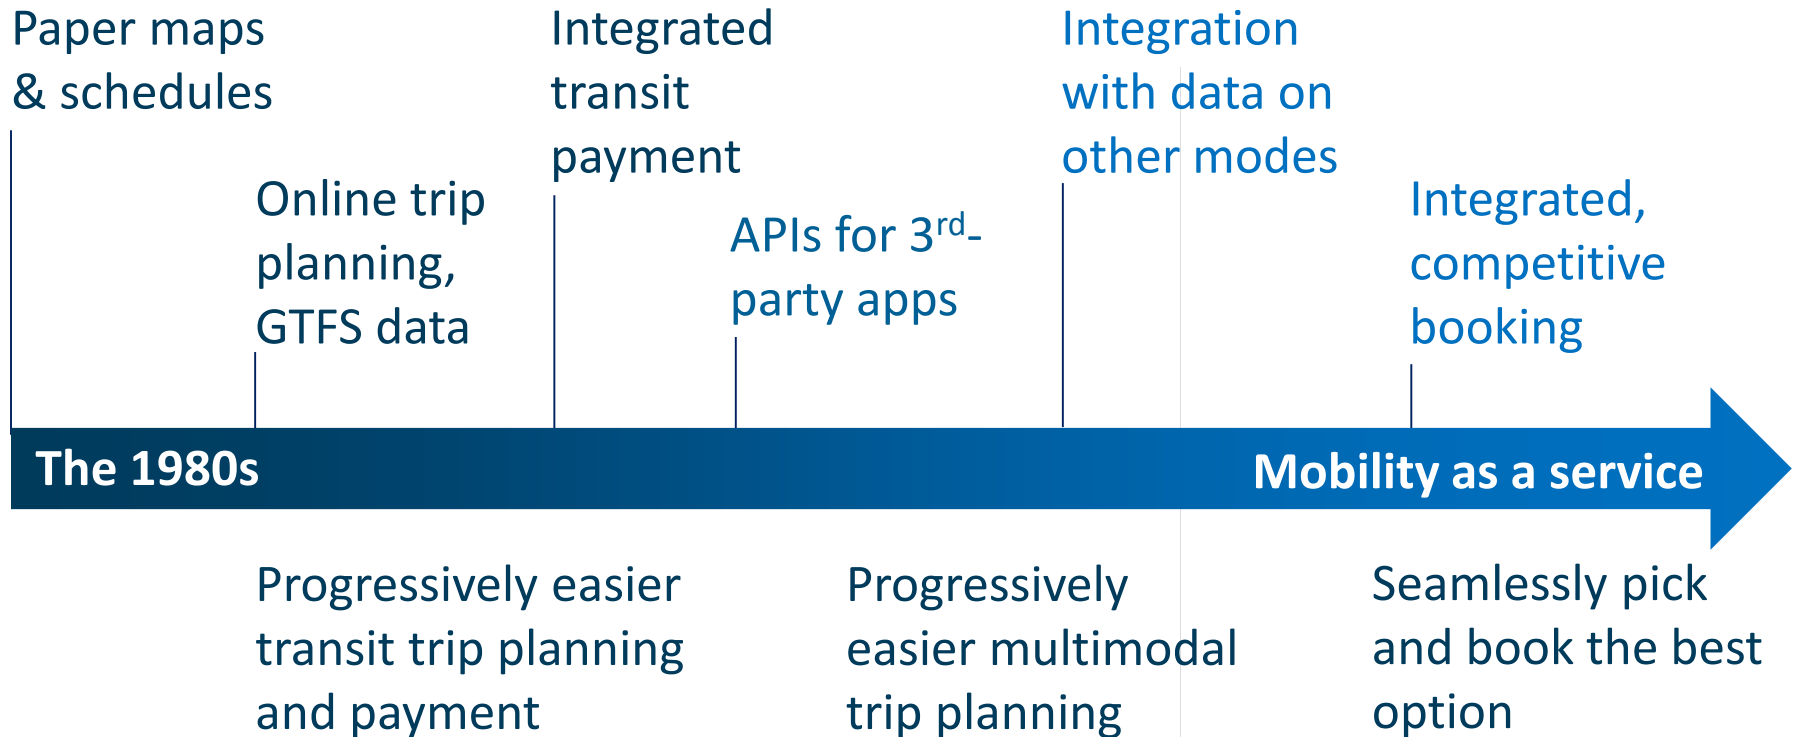 Paper maps
& schedules
Online trip
planning,
GTFS data
Integrated
transit
payment
APIs for 3rd-
party apps
Integration
with data on
other modes
Integrated,
competitive
booking
The 1980s
Mobility as a service
Progressively easier
transit trip planning
and payment
Progressively
easier multimodal
trip planning
Seamlessly pick
and book the best
option